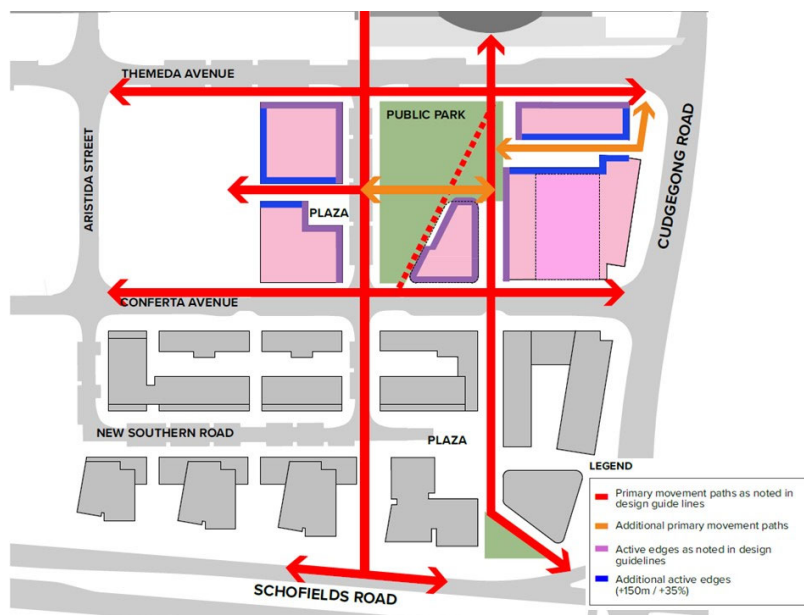 THEMEDA AVENUE
PUBLIC PARK
ARISTIDA STREET
CUDGEGONG ROAD
PLAZA
CONFERTA AVENUE
NEW SOUTHERN ROAD
PLAZA
LEGEND
Primary movement paths as noted in
design guide lines
Additional primary movement paths
Active edges as noted in design
guidelines
Additional active edges
(+150m / +35%)
SCHOFIELDS ROAD